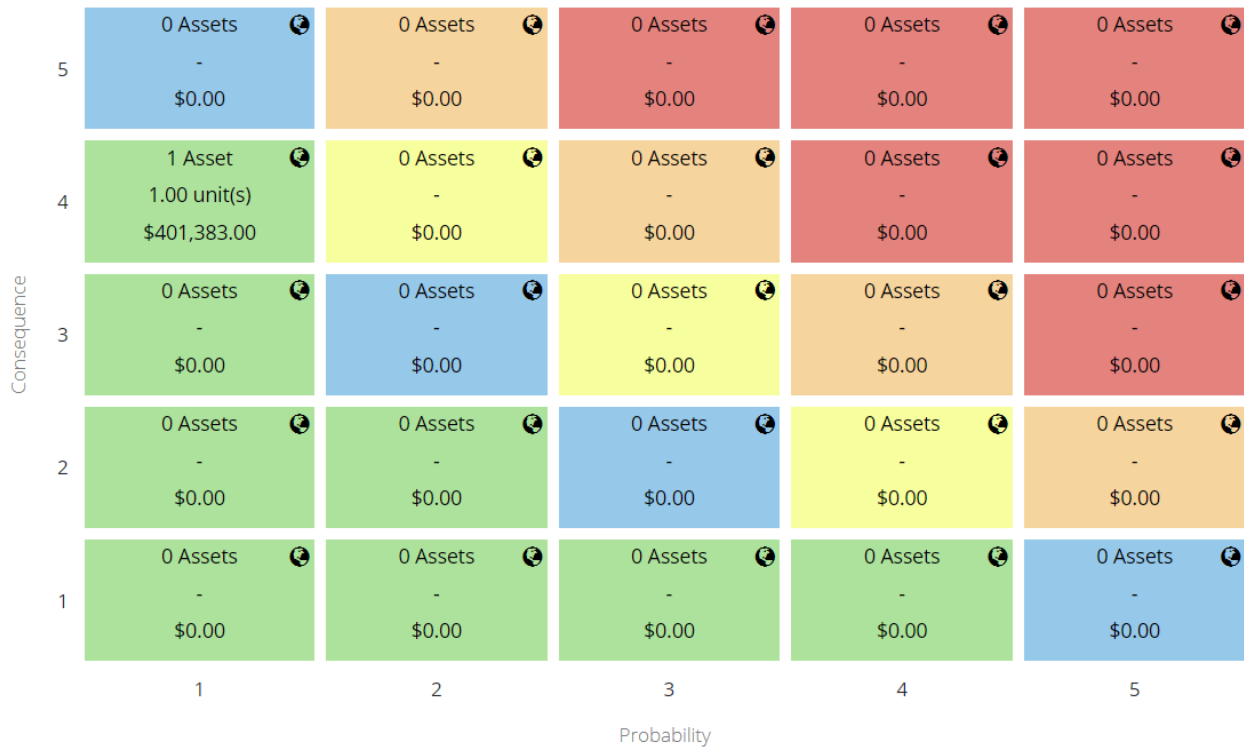 0 Assets 0 Assets 0 Assets 0 Assets 0 Assets
5 - - - - -
$0.00 $0.00 $0.00 $0.00 $0.00
1 Asset 0 Assets 0 Assets 0 Assets 0 Assets
4 1.00 unit(s) - - - -
$401,383.00 $0.00 $0.00 $0.00 $0.00
Consequence
0 Assets 0 Assets 0 Assets 0 Assets 0 Assets
3 - - - - -
$0.00 $0.00 $0.00 $0.00 $0.00
0 Assets 0 Assets 0 Assets 0 Assets 0 Assets
2 - - - - -
$0.00 $0.00 $0.00 $0.00 $0.00
0 Assets 0 Assets 0 Assets 0 Assets 0 Assets
1 - - - - -
$0.00 $0.00 $0.00 $0.00 $0.00
1 2 3 4 5
Probability